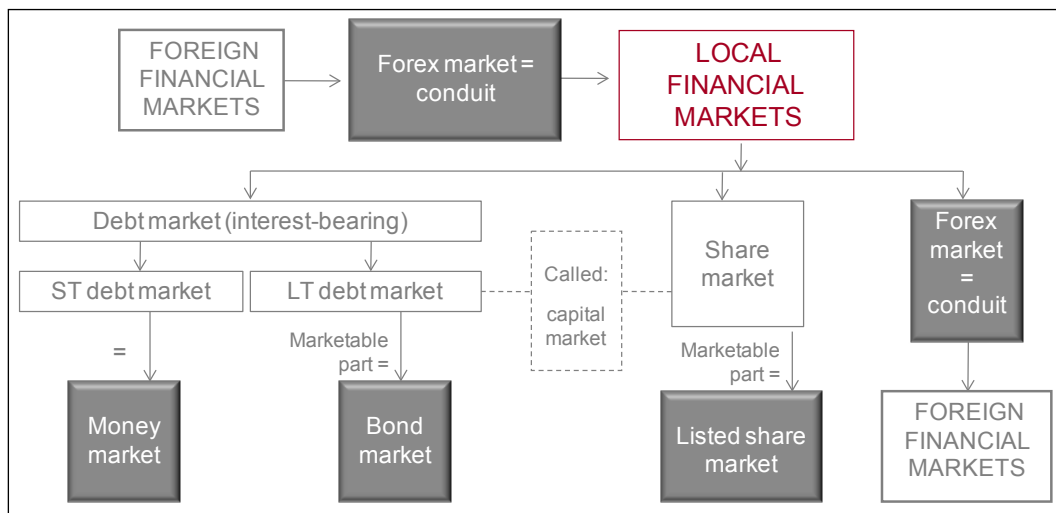 FOREIGN
FINANCIAL
MARKETS
Forex market =
conduit
LOCAL
FINANCIAL
MARKETS
Debt market (interest-bearing)
ST debt market
LT debt market
Called:
capital
market
Share
market
Forex
market
=
conduit
=
Marketable
part =
Marketable
part =
Money
market
Bond
market
Listed share
market
FOREIGN
FINANCIAL
MARKETS